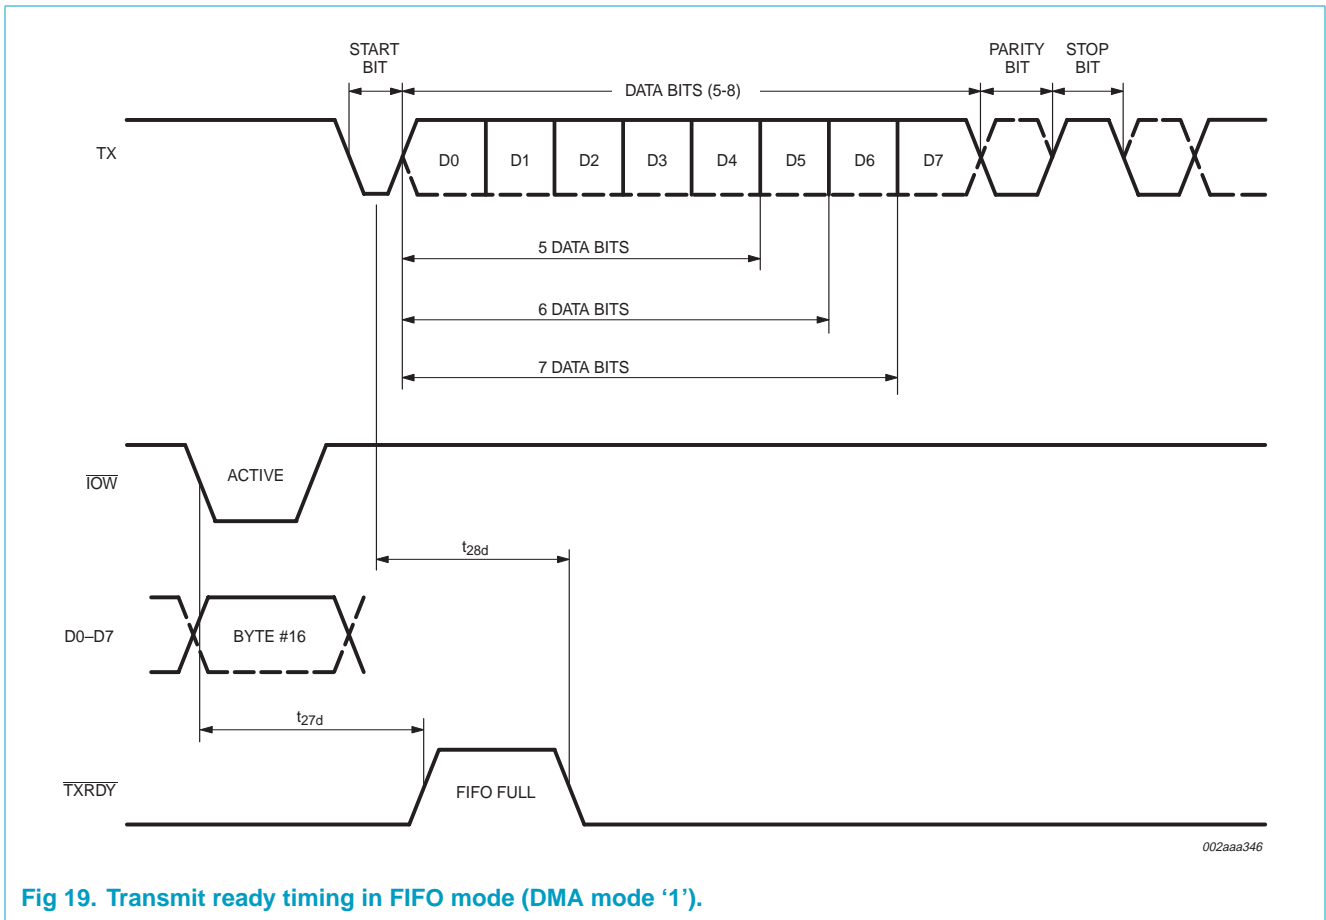 START BIT
PARITY BIT
STOP BIT
DATA BITS (5-8)
TX
D0 D1 D2 D3 D4 D5 D6 D7
5 DATA BITS
6 DATA BITS
7 DATA BITS
IOW
ACTIVE
t28d
D0–D7
BYTE #16
t27d
TXRDY
FIFO FULL
002aaa346
Fig 19. Transmit ready timing in FIFO mode (DMA mode ‘1’).